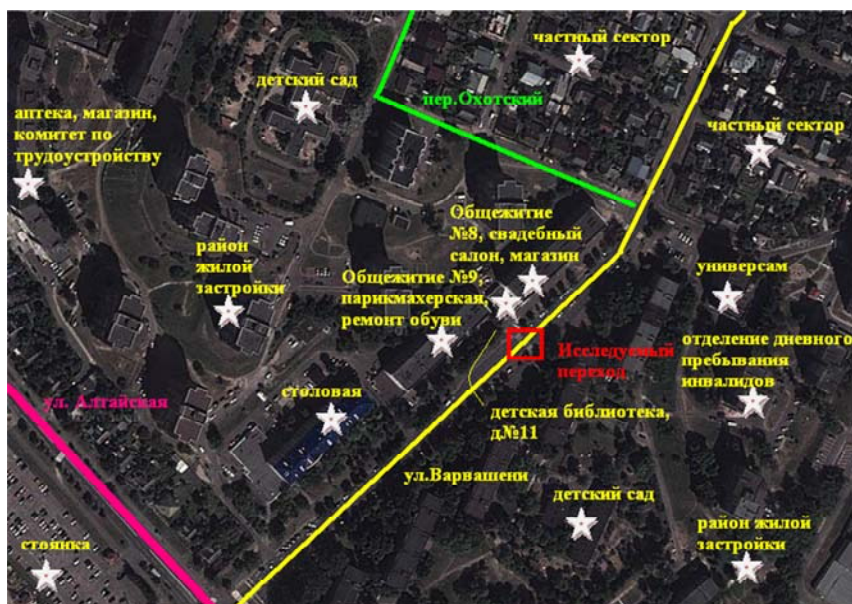 частный сектор
детский сад
пер.Охотский
аптека, магазин,
комитет по
трудоустройству
частный сектор
Общежитие
№8, свадебный
салон, магазин
район
жилой
застройки
Общежитие
№9,
парикмахерская,
ремонт обуви
универсам
Исследуемый
переход
отделение дневного
пребывания
инвалидов
ул. Алтайская
столовая
детская библиотека,
д№11
ул.Варвашени
детский сад
район жилой
застройки
стоянка